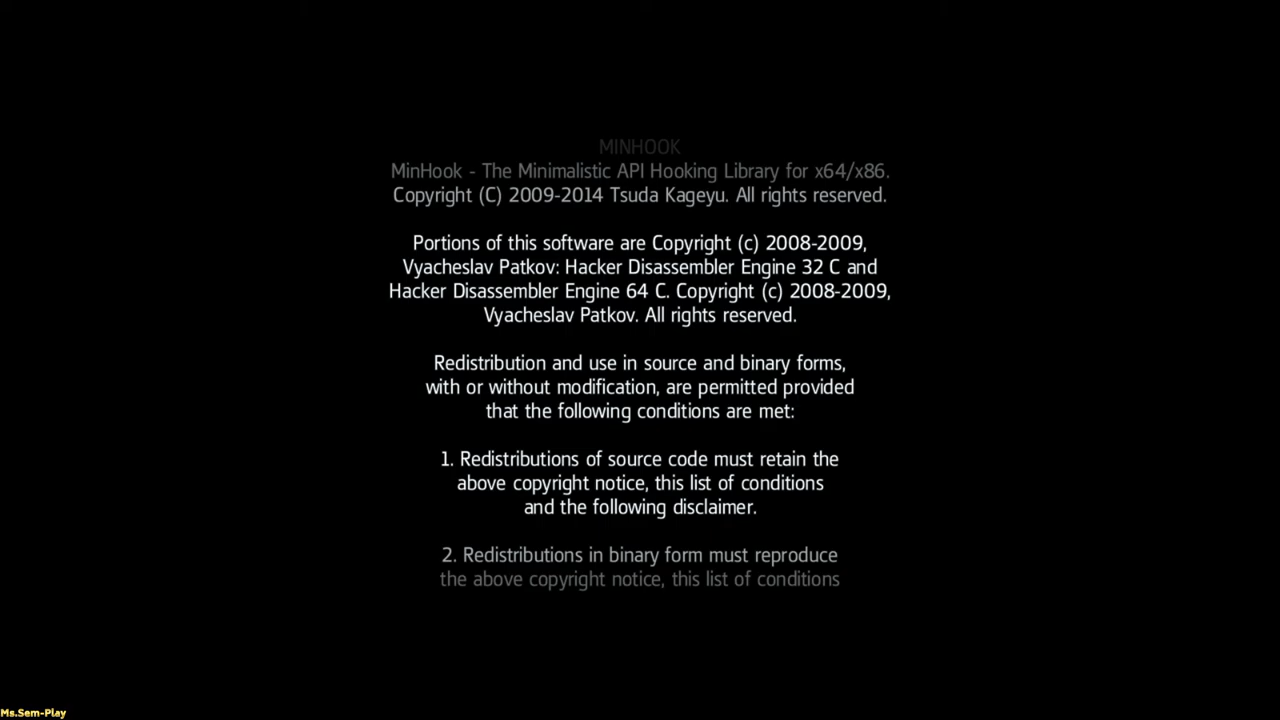 MINHOOK
MinHook - The Minimalistic API Hooking Library for x64/x86.
Copyright (C) 2009-2014 Tsuda Kageyu. All rights reserved.
Portions of this software are Copyright (c) 2008-2009,
Vyacheslav Patkov: Hacker Disassembler Engine 32 C and
Hacker Disassembler Engine 64 C. Copyright (c) 2008-2009,
Vyacheslav Patkov. All rights reserved.
Redistribution and use in source and binary forms,
with or without modification, are permitted provided
that the following conditions are met:
1. Redistributions of source code must retain the
above copyright notice, this list of conditions
and the following disclaimer.
2. Redistributions in binary form must reproduce
the above copyright notice, this list of conditions
Ms.Sem-Play